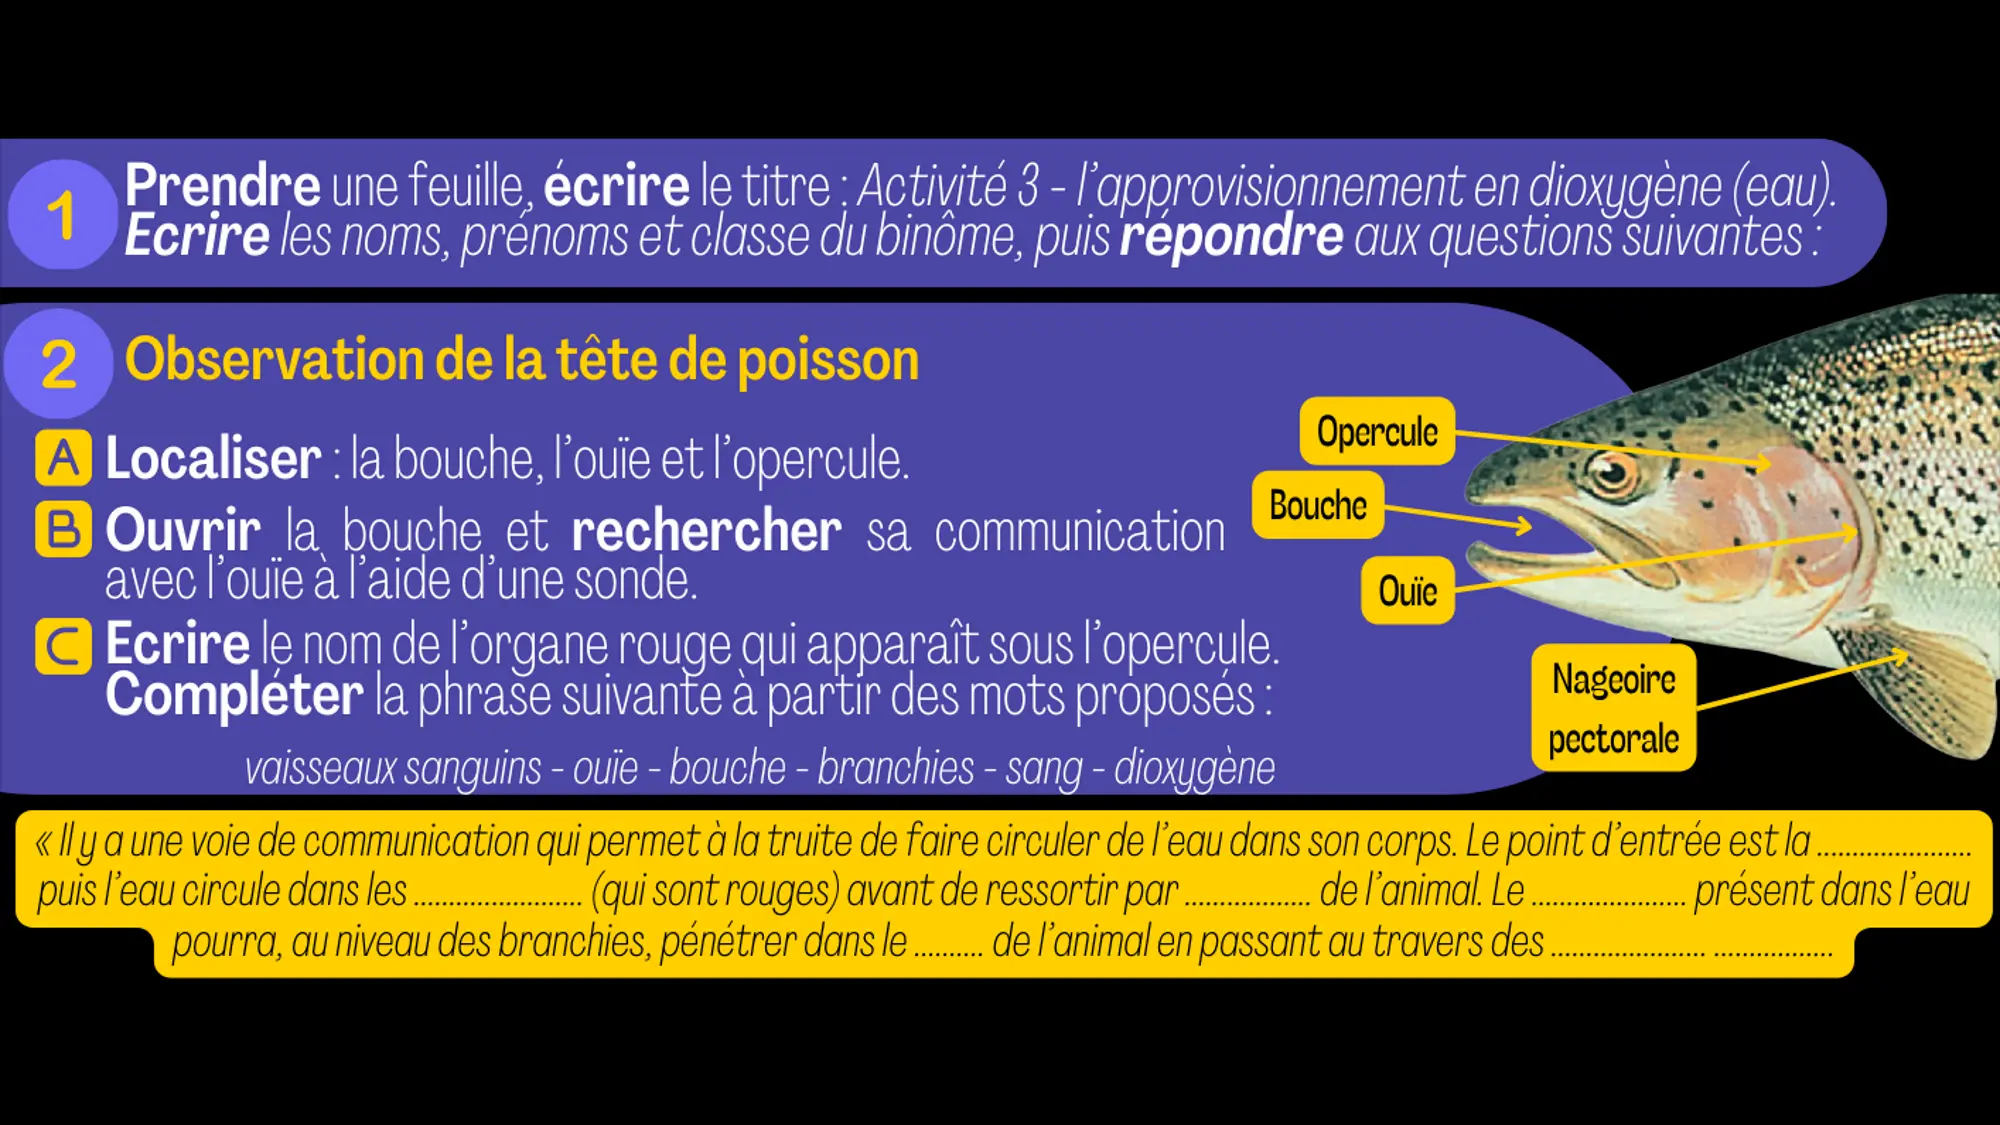 1
Prendre une feuille, écrire le titre : Activité 3 - l'approvisionnement en dioxygène (eau).
Ecrire les noms, prénoms et classe du binôme, puis répondre aux questions suivantes :
2
Observation de la tête de poisson
A Localiser : la bouche, l'ouïe et l'opercule.
B Ouvrir la bouche et rechercher sa communication
avec l'ouïe à l'aide d'une sonde.
C Ecrire le nom de l'organe rouge qui apparaît sous l'opercule.
Compléter la phrase suivante à partir des mots proposés :
vaisseaux sanguins - ouïe - bouche - branchies - sang - dioxygène
Opercule
Bouche
Ouïe
Nageoire
pectorale
« Il y a une voie de communication qui permet à la truite de faire circuler de l'eau dans son corps. Le point d'entrée est la ......................
puis l'eau circule dans les ........................ (qui sont rouges) avant de ressortir par .................. de l'animal. Le ...................... présent dans l'eau
pourra, au niveau des branchies, pénétrer dans le .......... de l'animal en passant au travers des ...................... .................